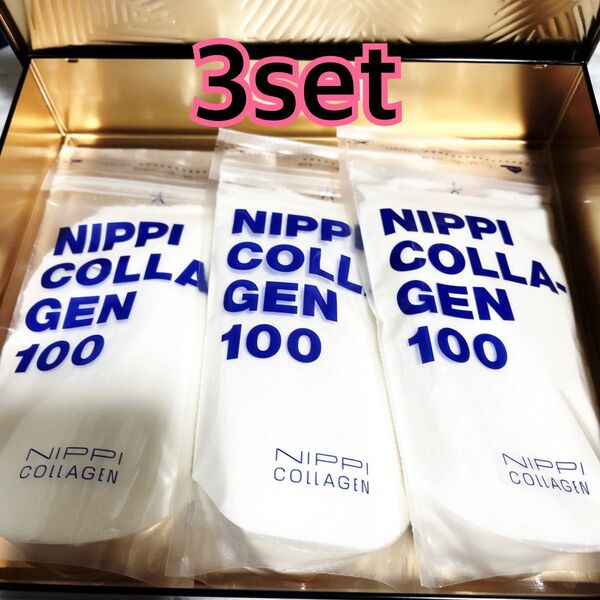 3set
NIPPI
COLLA
GEN
100
NIPPI
COLLAGEN
NIPPI
COLLA
GEN
100
NIPPI
COLLAGEN
NIPPI
COLLA-
GEN
100
NIPPI
COLLAGEN